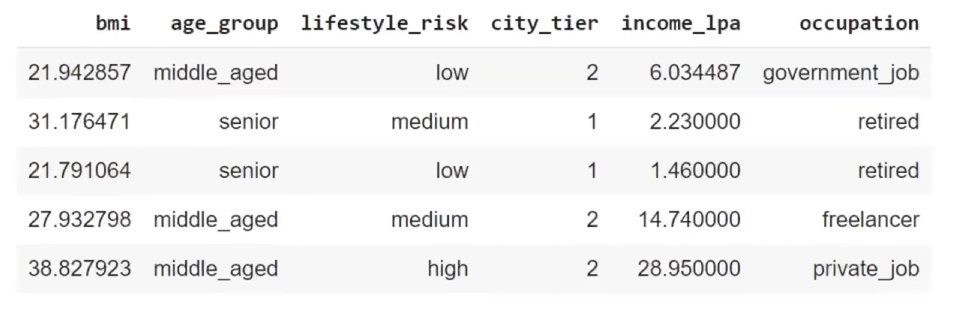 bmi age_group lifestyle_risk city_tier income_lpa occupation
21.942857 middle_aged low 2 6.034487 government_job
31.176471 senior medium 1 2.230000 retired
21.791064 senior low 1 1.460000 retired
27.932798 middle_aged medium 2 14.740000 freelancer
38.827923 middle_aged high 2 28.950000 private_job